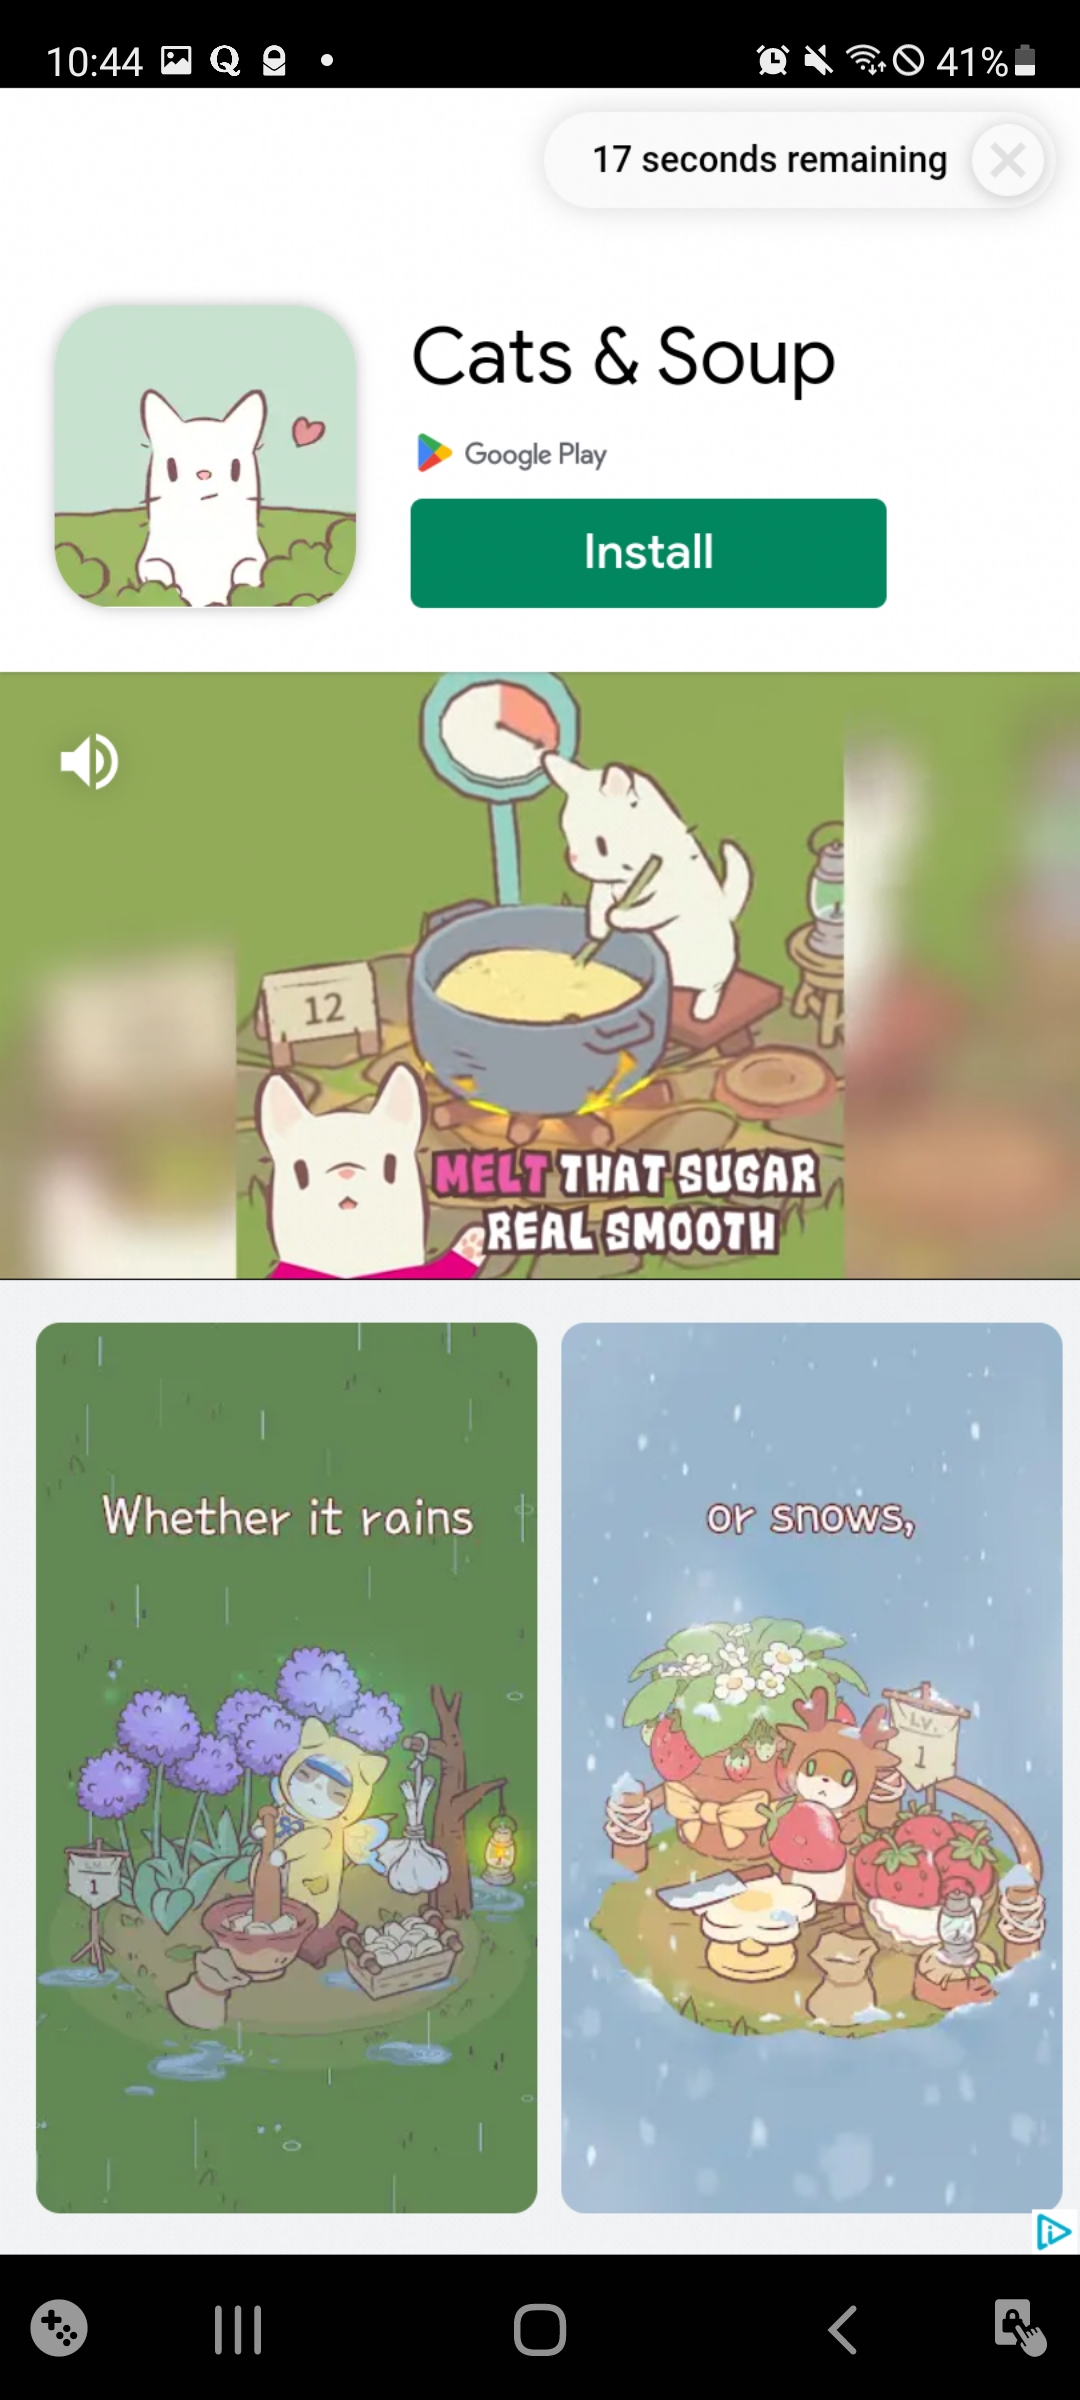 10:44
41%
17 seconds remaining
Cats & Soup
Google Play
Install
12
MELT THAT SUGAR
REAL SMOOTH
Whether it rains
or snows,
LV.
1
LV.
1